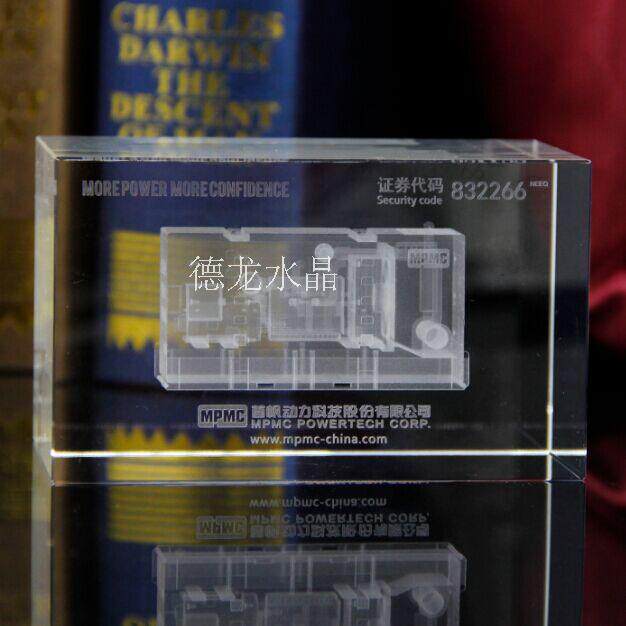 CHARLES
DARWIN
THE
DESCENT
OF MAN
MORE POWER MORE CONFIDENCE
证券代码 832266 NEEQ
Security code
德龙水晶
MPMC
MPMC 首帆动力科技股份有限公司
MPMC POWERTECH CORP.
www.mpmc-china.com